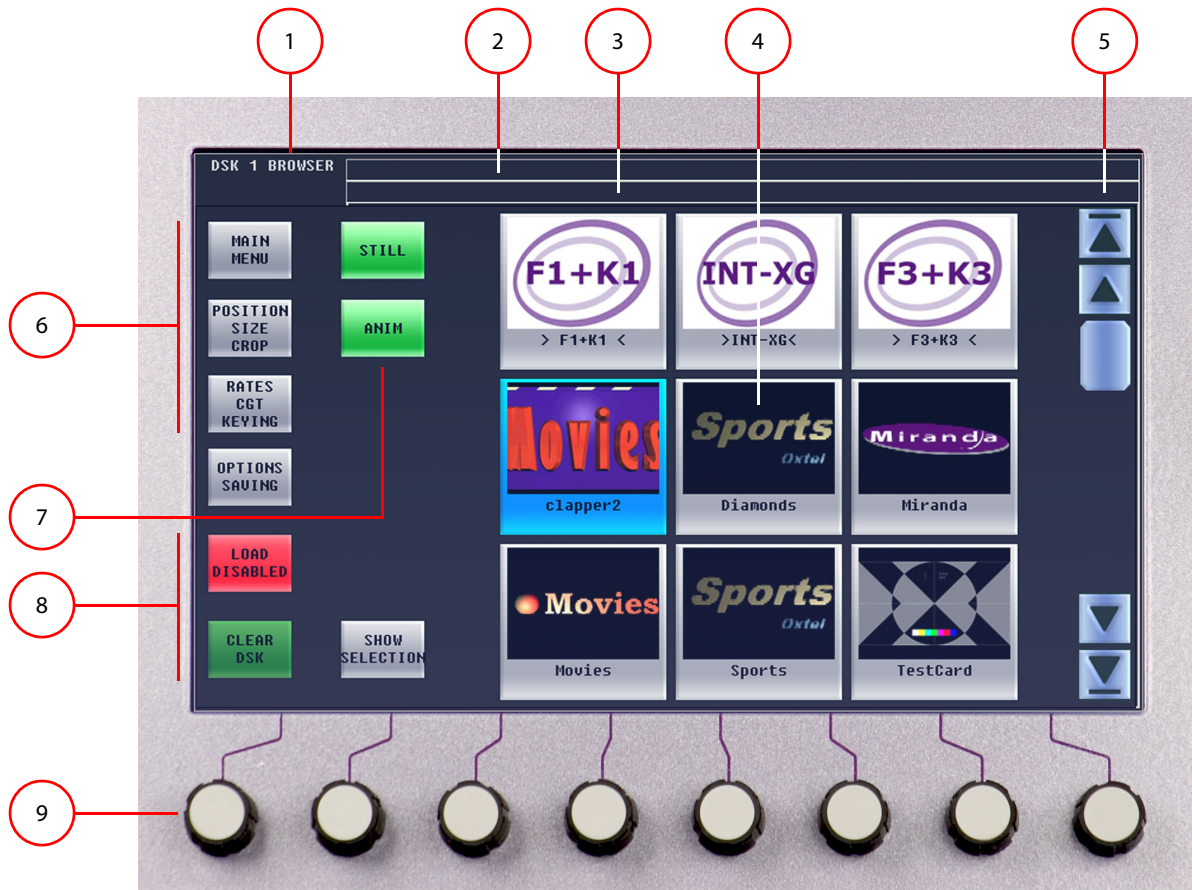 1
2
3
4
5
DSK 1 BROWSER
MAIN
MENU
STILL
F1+K1
> F1+K1 <
INT-XG
>INT-XG<
F3+K3
> F3+K3 <
6
POSITION
SIZE
CROP
ANIM
RATES
CGT
KEYING
Movies
clapper2
Sports
Oxtel
Diamonds
Miranda
Miranda
OPTIONS
SAVING
7
LOAD
DISABLED
8
CLEAR
DSK
SHOW
SELECTION
Movies
Movies
Sports
Oxtel
Sports
TestCard
9